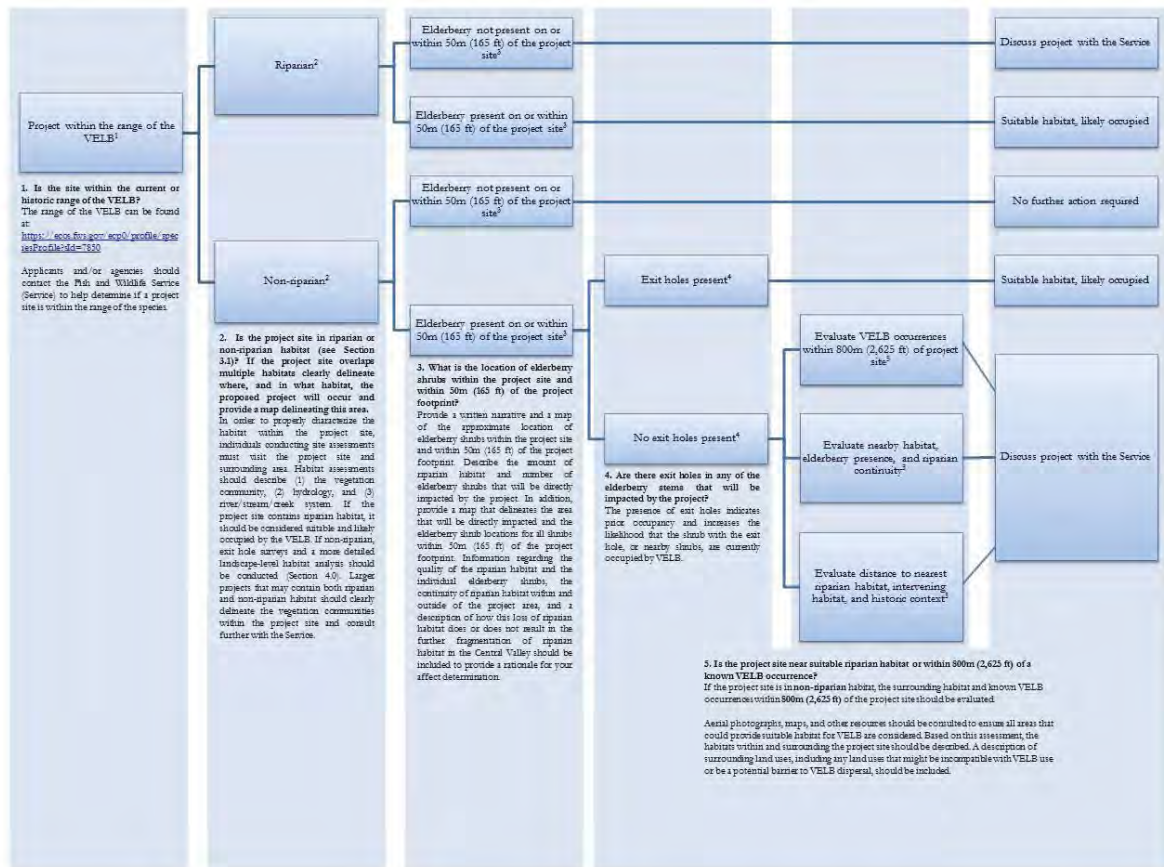 Project within the range of the
VELB1
1. Is the site within the current or
historic range of the VELB?
The range of the VELB can be found
at:
https://ecos.fws.gov/ecp0/profile/spec
iesProfile?sId=7850
Applicants and/or agencies should
contact the Fish and Wildlife Service
(Service) to help determine if a project
site is within the range of the species.
Riparian2
Non-riparian2
2. Is the project site in riparian or
non-riparian habitat (see Section
3.1)? If the project site overlaps
multiple habitats clearly delineate
where, and in what habitat, the
proposed project will occur and
provide a map delineating this area.
In order to properly characterize the
habitat within the project site,
individuals conducting site assessments
must visit the project site and
surrounding area. Habitat assessments
should describe (1) the vegetation
community, (2) hydrology, and (3)
river/stream/creek system. If the
project site contains riparian habitat, it
should be considered suitable and likely
occupied by the VELB. If non-riparian,
exit hole surveys and a more detailed
landscape-level habitat analysis should
be conducted (Section 4.0). Larger
projects that may contain both riparian
and non-riparian habitat should clearly
delineate the vegetation communities
within the project site and consult
further with the Service.
Elderberry not present on or
within 50m (165 ft) of the project
site3
Elderberry present on or within
50m (165 ft) of the project site3
Elderberry not present on or
within 50m (165 ft) of the project
site3
Elderberry present on or within
50m (165 ft) of the project site3
3. What is the location of elderberry
shrubs within the project site and
within 50m (165 ft) of the project
footprint?
Provide a written narrative and a map
of the approximate location of
elderberry shrubs within the project site
and within 50m (165 ft) of the project
footprint. Describe the amount of
riparian habitat and number of
elderberry shrubs that will be directly
impacted by the project. In addition,
provide a map that delineates the area
that will be directly impacted and the
elderberry shrub locations for all shrubs
within 50m (165 ft) of the project
footprint. Information regarding the
quality of the riparian habitat and the
individual elderberry shrubs, the
continuity of riparian habitat within and
outside of the project area, and a
description of how this loss of riparian
habitat does or does not result in the
further fragmentation of riparian
habitat in the Central Valley should be
included to provide a rationale for your
affect determination.
Exit holes present4
No exit holes present4
4. Are there exit holes in any of the
elderberry stems that will be
impacted by the project?
The presence of exit holes indicates
prior occupancy and increases the
likelihood that the shrub with the exit
hole, or nearby shrubs, are currently
occupied by VELB.
Evaluate VELB occurrences
within 800m (2,625 ft) of project
site5
Evaluate nearby habitat,
elderberry presence, and riparian
continuity5
Evaluate distance to nearest
riparian habitat, intervening
habitat, and historic context5
5. Is the project site near suitable riparian habitat or within 800m (2,625 ft) of a
known VELB occurrence?
If the project site is in non-riparian habitat, the surrounding habitat and known VELB
occurrences within 800m (2,625 ft) of the project site should be evaluated.
Aerial photographs, maps, and other resources should be consulted to ensure all areas that
could provide suitable habitat for VELB are considered. Based on this assessment, the
habitats within and surrounding the project site should be described. A description of
surrounding land uses, including any land uses that might be incompatible with VELB use
or be a potential barrier to VELB dispersal, should be included.
Discuss project with the Service
Suitable habitat, likely occupied
No further action required
Suitable habitat, likely occupied
Discuss project with the Service